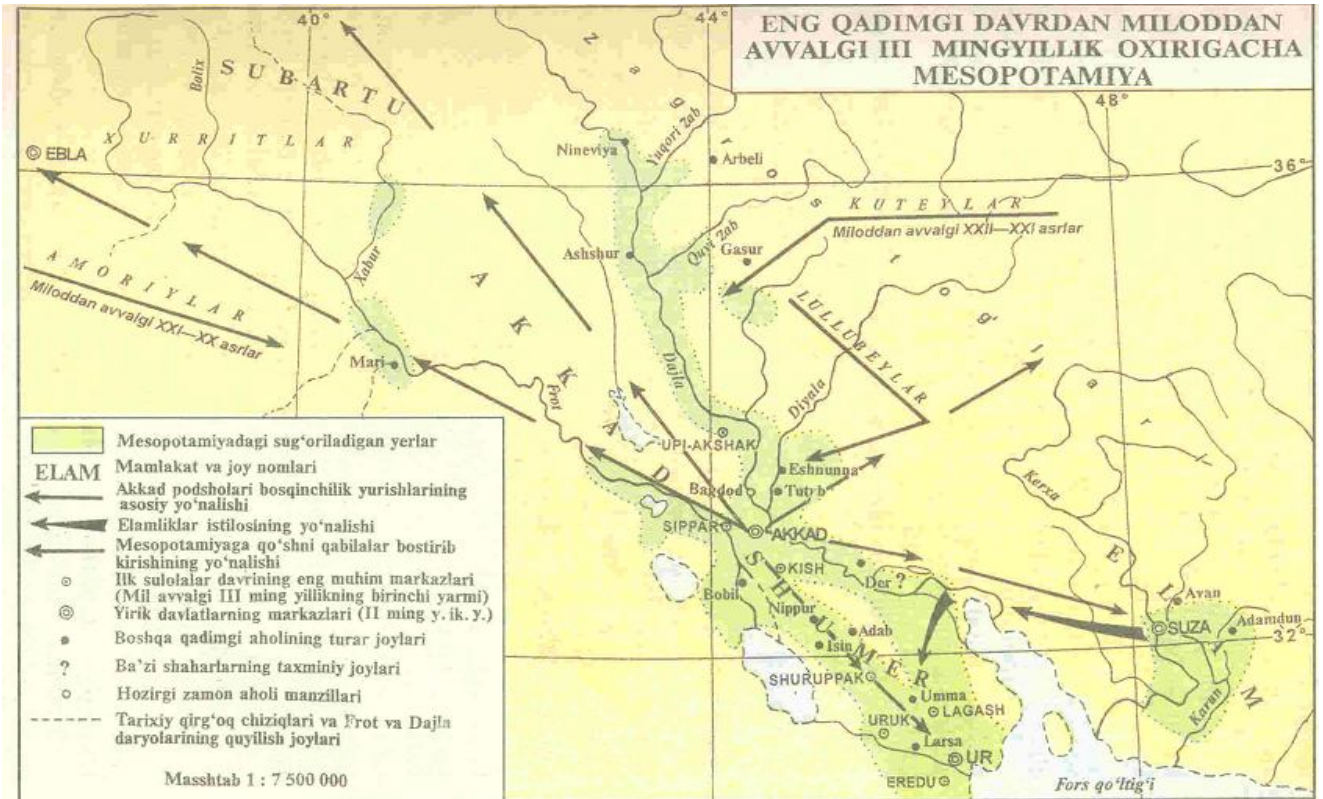 ENG QADIMGI DAVRDAN MILODDAN
AVVALGI III MINGYILLIK OXIRIGACHA
MESOPOTAMIYA
40°
44°
48°
36°
32°
SUBARTU
Balix
XURRITLAR
EBLA
Zagros tog'lari
Nineviya
Yuqori Zab
Arbeli
KUTEYLAR
Miloddan avvalgi XXII—XXI asrlar
Quyi Zab
Gasur
Ashshur
Xabur
AMORIYLAR
Miloddan avvalgi XXI—XX asrlar
AKKAD
LULLUBEYLAR
Mari
Frot
Dajla
Diyala
UPI-AKSHAK
Eshnunna
Bagdod
Tutub
SIPPAR
AKKAD
KISH
Der ?
Bobil
SHUMER
Nippur
Adab
Isin
SHURUPPAK
Umma
LAGASH
URUK
Larsa
UR
EREDU
Kerxa
ELAM
Avan
SUZA
Adamdun
Karun
Fors qo'ltig'i
Mesopotamiyadagi sug'oriladigan yerlar
ELAM Mamlakat va joy nomlari
Akkad podsholari bosqinchilik yurishlarining
asosiy yo'nalishi
Elamliklar istilosining yo'nalishi
Mesopotamiyaga qo'shni qabilalar bostirib
kirishining yo'nalishi
Ilk sulolalar davrining eng muhim markazlari
(Mil avvalgi III ming yillikning birinchi yarmi)
Yirik davlatlarning markazlari (II ming y. ik. y.)
Boshqa qadimgi aholining turar joylari
? Ba'zi shaharlarning taxminiy joylari
Hozirgi zamon aholi manzillari
Tarixiy qirg'oq chiziqlari va Frot va Dajla
daryolarining quyilish joylari
Masshtab 1 : 7 500 000